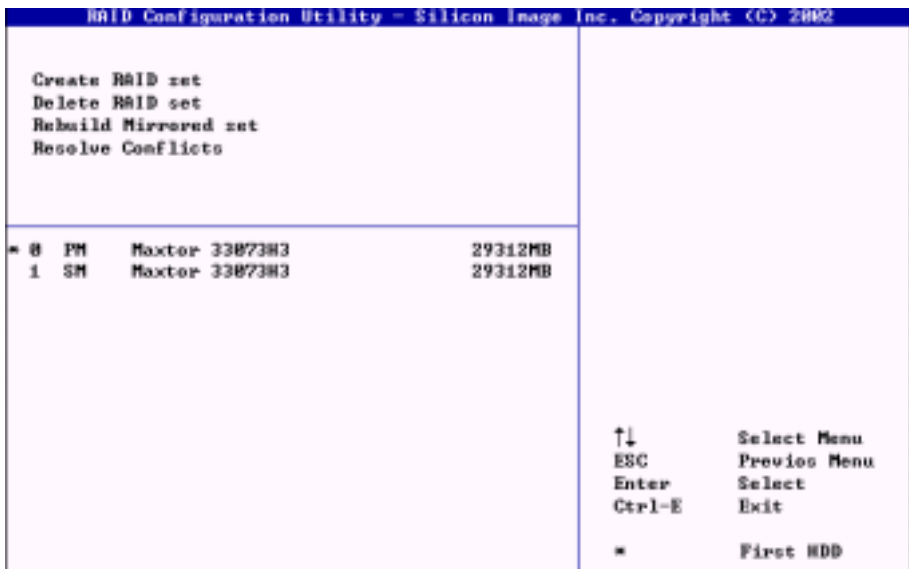 RAID Configuration Utility - Silicon Image Inc. Copyright (C) 2002
Create RAID set
Delete RAID set
Rebuild Mirrored set
Resolve Conflicts
* 0 PM Maxtor 33073H3 29312MB
1 SM Maxtor 33073H3 29312MB
↑↓ Select Menu
ESC Previos Menu
Enter Select
Ctrl-E Exit
* First HDD